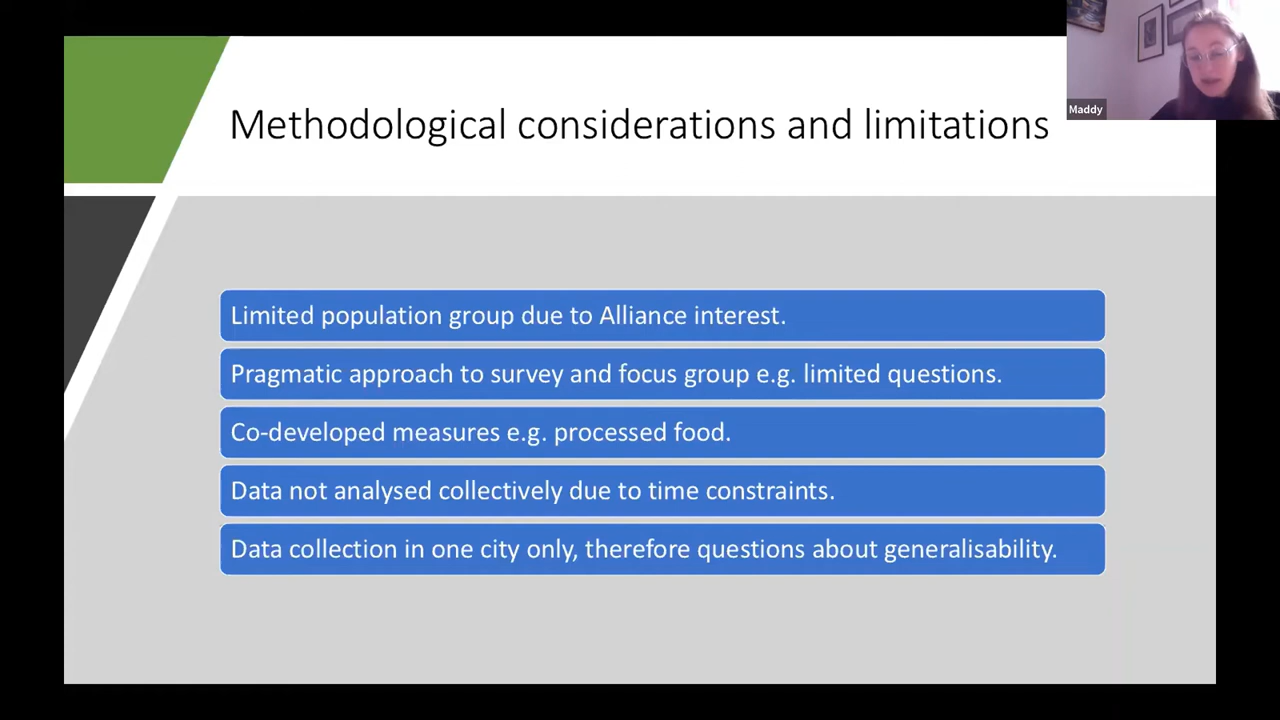 Maddy
Methodological considerations and limitations
Limited population group due to Alliance interest.
Pragmatic approach to survey and focus group e.g. limited questions.
Co-developed measures e.g. processed food.
Data not analysed collectively due to time constraints.
Data collection in one city only, therefore questions about generalisability.